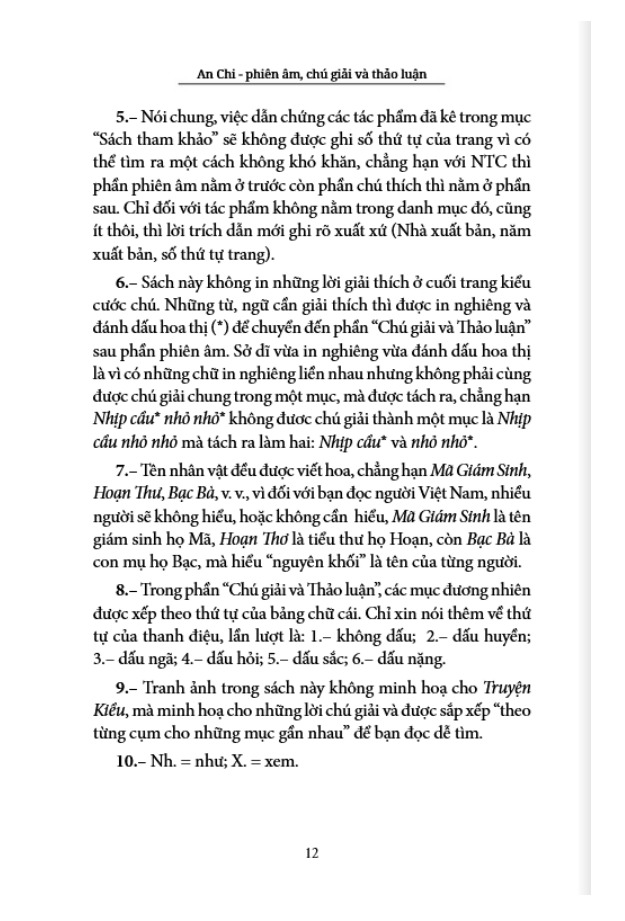 An Chi - phiên âm, chú giải và thảo luận
5.– Nói chung, việc dẫn chứng các tác phẩm đã kê trong mục
“Sách tham khảo” sẽ không được ghi số thứ tự của trang vì có
thể tìm ra một cách không khó khăn, chẳng hạn với NTC thì
phần phiên âm nằm ở trước còn phần chú thích thì nằm ở phần
sau. Chỉ đối với tác phẩm không nằm trong danh mục đó, cũng
ít thôi, thì lời trích dẫn mới ghi rõ xuất xứ (Nhà xuất bản, năm
xuất bản, số thứ tự trang).
6.– Sách này không in những lời giải thích ở cuối trang kiểu
cước chú. Những từ, ngữ cần giải thích thì được in nghiêng và
đánh dấu hoa thị (*) để chuyển đến phần “Chú giải và Thảo luận”
sau phần phiên âm. Sở dĩ vừa in nghiêng vừa đánh dấu hoa thị
là vì có những chữ in nghiêng liền nhau nhưng không phải cùng
được chú giải chung trong một mục, mà được tách ra, chẳng hạn
Nhịp cầu* nhỏ nhỏ* không đươc chú giải thành một mục là Nhịp
cầu nhỏ nhỏ mà tách ra làm hai: Nhịp cầu* và nhỏ nhỏ*.
7.– Tên nhân vật đều được viết hoa, chẳng hạn Mã Giám Sinh,
Hoạn Thư, Bạc Bà, v. v., vì đối với bạn đọc người Việt Nam, nhiều
người sẽ không hiểu, hoặc không cần hiểu, Mã Giám Sinh là tên
giám sinh họ Mã, Hoạn Thơ là tiểu thư họ Hoạn, còn Bạc Bà là
con mụ họ Bạc, mà hiểu “nguyên khối” là tên của từng người.
8.– Trong phần “Chú giải và Thảo luận”, các mục đương nhiên
được xếp theo thứ tự của bảng chữ cái. Chỉ xin nói thêm về thứ
tự của thanh điệu, lần lượt là: 1.– không dấu; 2.– dấu huyền;
3.– dấu ngã; 4.– dấu hỏi; 5.– dấu sắc; 6.– dấu nặng.
9.– Tranh ảnh trong sách này không minh hoạ cho Truyện
Kiều, mà minh hoạ cho những lời chú giải và được sắp xếp “theo
từng cụm cho những mục gần nhau” để bạn đọc dễ tìm.
10.– Nh. = như; X. = xem.
12